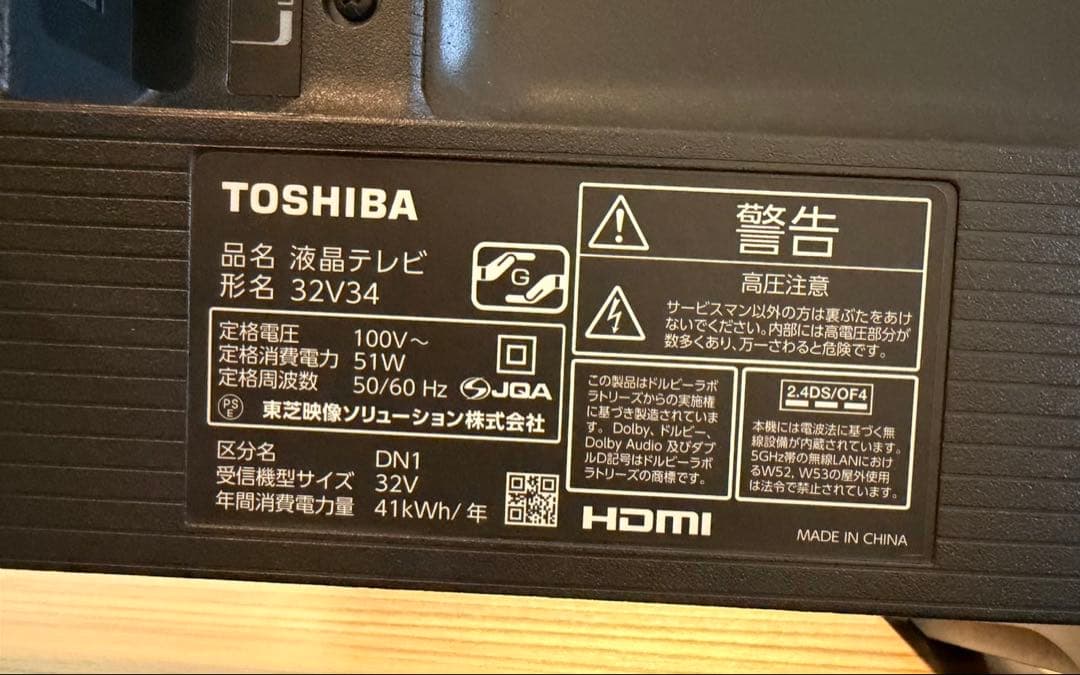 TOSHIBA
品名 液晶テレビ
形名 32V34
G
定格電圧 100V～
定格消費電力 51W
定格周波数 50/60 Hz
JQA
PS
E
東芝映像ソリューション株式会社
区分名 DN1
受信機型サイズ 32V
年間消費電力量 41kWh/年
警告
高圧注意
サービスマン以外の方は裏ぶたをあけ
ないでください。内部には高電圧部分が
数多くあり、万一さわると危険です。
この製品はドルビーラボ
ラトリーズからの実施権
に基づき製造されていま
す。 Dolby、ドルビー、
Dolby Audio 及びダブ
ルD記号はドルビーラボ
ラトリーズの商標です。
2.4DS/OF4
本機には電波法に基づく無
線設備が内蔵されています。
5GHz帯の無線LANにおけ
るW52, W53の屋外使用
は法令で禁止されています。
HDMI
MADE IN CHINA